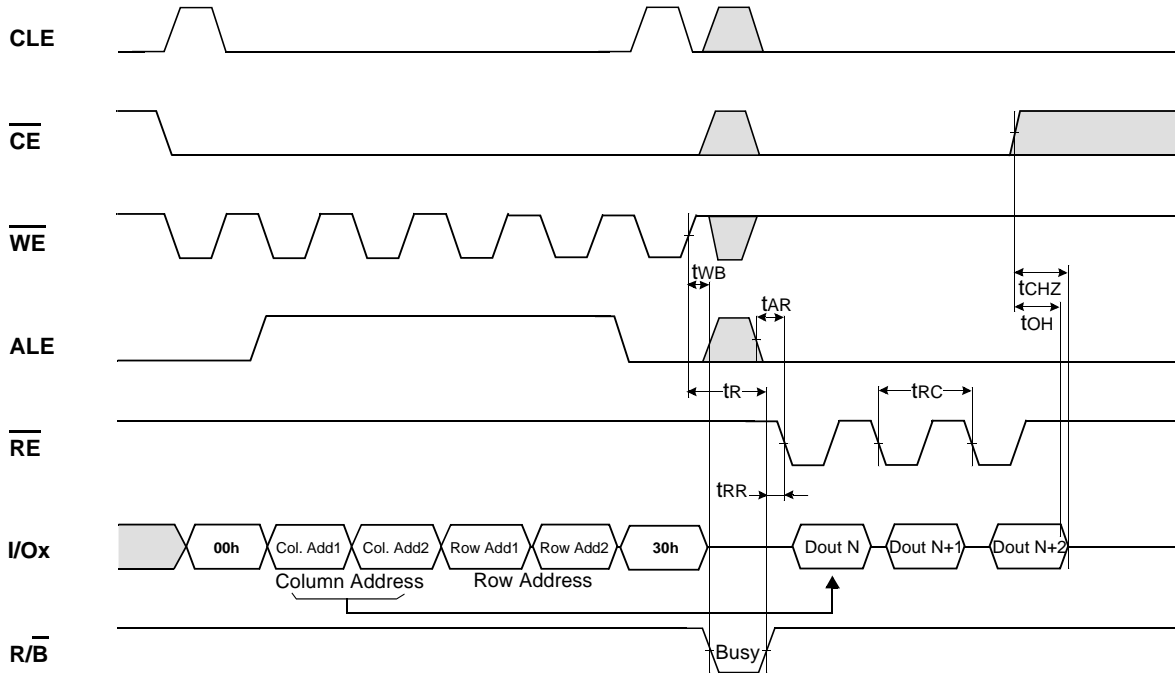 CLE
CE
WE
tWB
tCHZ
tAR
tOH
ALE
tR
tRC
RE
tRR
I/Ox
00h
Col. Add1
Col. Add2
Row Add1
Row Add2
30h
Dout N
Dout N+1
Dout N+2
Column Address
Row Address
R/B
Busy